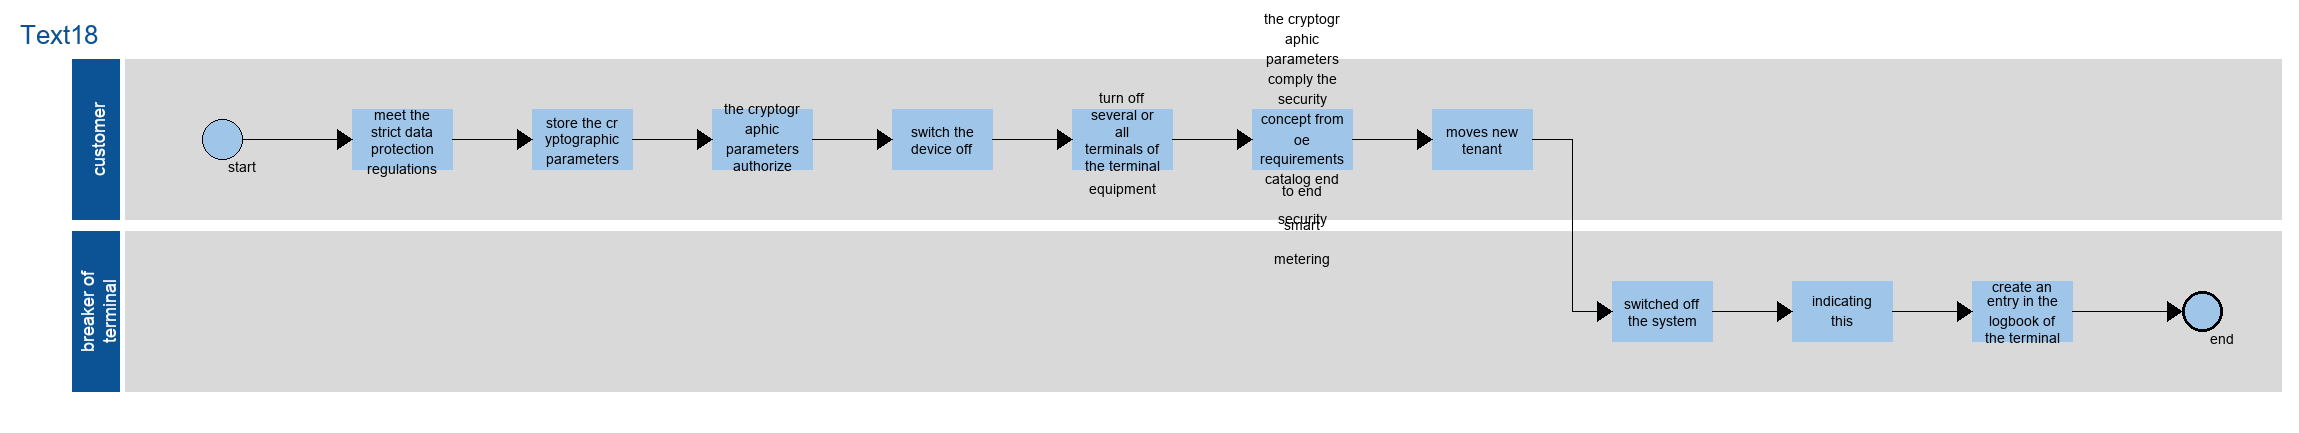 Text18
customer
start
meet the
strict data
protection
regulations
store the cr
yptographic
parameters
the cryptogr
aphic
parameters
authorize
switch the
device off
turn off
several or
all
terminals of
the terminal
equipment
the cryptogr
aphic
parameters
comply the
security
concept from
oe
requirements
catalog end
to end
security
smart
metering
moves new
tenant
breaker of
terminal
switched off
the system
indicating
this
create an
entry in the
logbook of
the terminal
end